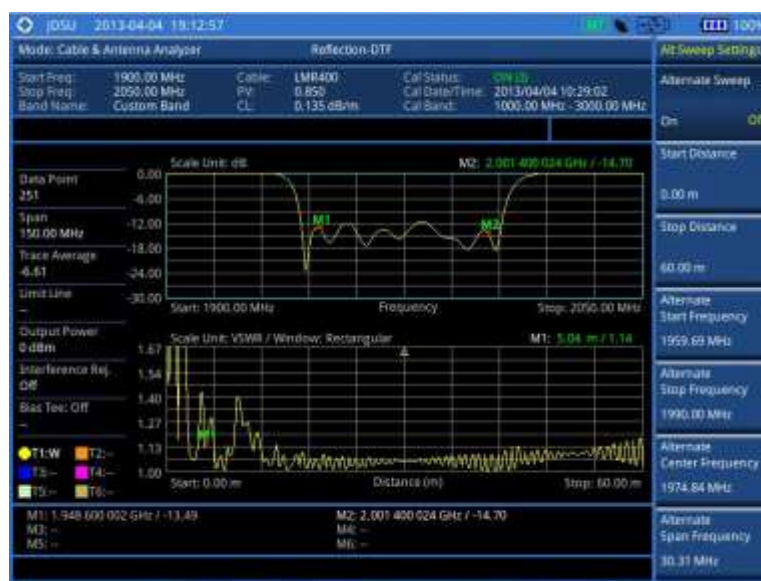 JDSU 2013-04-04 19:12:57 100%
Mode: Cable & Antenna Analyzer Reflection-DTF
Alt Sweep Settings
Start Freq: 1900.00 MHz Cable: LMR400 Cal Status: ON
Stop Freq: 2050.00 MHz PV: 0.850 Cal Date/Time: 2013/04/04 10:29:02
Band Name: Custom Band CL: 0.135 dB/m Cal Band: 1000.00 MHz - 3000.00 MHz
Alternate Sweep
On Off
Scale Unit: dB M2: 2.001 400 024 GHz / -14.70
Start Distance
0.00 m
Data Point
251
Span
150.00 MHz
Trace Average
-6.61
Limit Line
--
Output Power
0 dBm
Interference Rej.
Off
Bias Tee: Off
--
0.00
-6.00
-12.00
-18.00
-24.00
-30.00
M1
M2
Start: 1900.00 MHz Frequency Stop: 2050.00 MHz
Stop Distance
60.00 m
Alternate
Start Frequency
1959.69 MHz
Scale Unit: VSWR / Window: Rectangular M1: 5.04 m / 1.14
1.67
1.54
1.40
1.27
1.13
1.00
M1
Start: 0.00 m Distance (m) Stop: 60.00 m
Alternate
Stop Frequency
1990.00 MHz
T1:W T2:--
T3:-- T4:--
T5:-- T6:--
Alternate
Center Frequency
1974.84 MHz
M1: 1.948 600 002 GHz / -13.49 M2: 2.001 400 024 GHz / -14.70
M3: -- M4: --
M5: -- M6: --
Alternate
Span Frequency
30.31 MHz